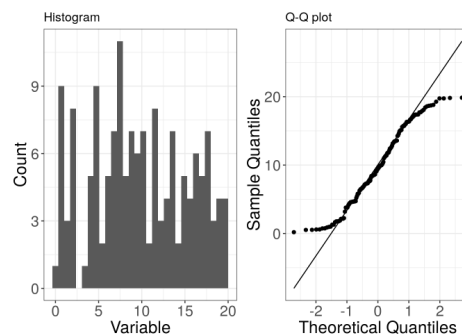 Histogram
Count
9
6
3
0
0 5 10 15 20
Variable
Q-Q plot
Sample Quantiles
20
10
0
-2 -1 0 1 2
Theoretical Quantiles